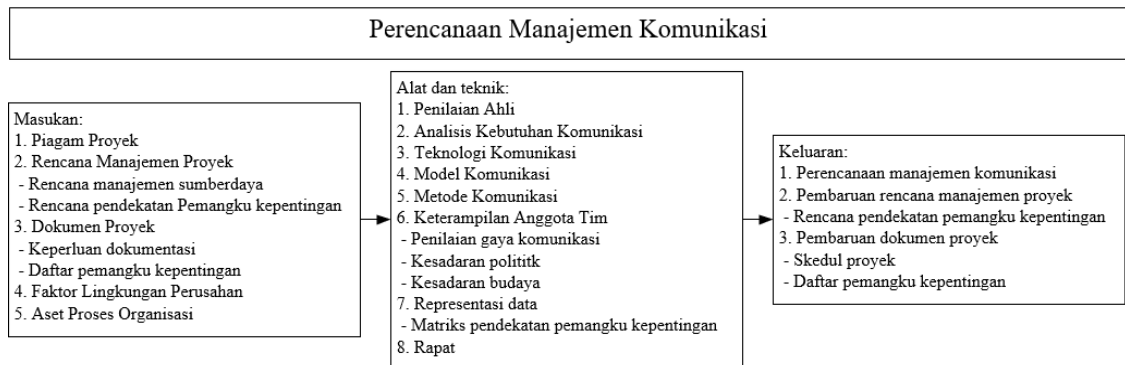 Perencanaan Manajemen Komunikasi
Masukan:
1. Piagam Proyek
2. Rencana Manajemen Proyek
- Rencana manajemen sumberdaya
- Rencana pendekatan Pemangku kepentingan
3. Dokumen Proyek
- Keperluan dokumentasi
- Daftar pemangku kepentingan
4. Faktor Lingkungan Perusahan
5. Aset Proses Organisasi
Alat dan teknik:
1. Penilaian Ahli
2. Analisis Kebutuhan Komunikasi
3. Teknologi Komunikasi
4. Model Komunikasi
5. Metode Komunikasi
6. Keterampilan Anggota Tim
- Penilaian gaya komunikasi
- Kesadaran polititk
- Kesadaran budaya
7. Representasi data
- Matriks pendekatan pemangku kepentingan
8. Rapat
Keluaran:
1. Perencanaan manajemen komunikasi
2. Pembaruan rencana manajemen proyek
- Rencana pendekatan pemangku kepentingan
3. Pembaruan dokumen proyek
- Skedul proyek
- Daftar pemangku kepentingan